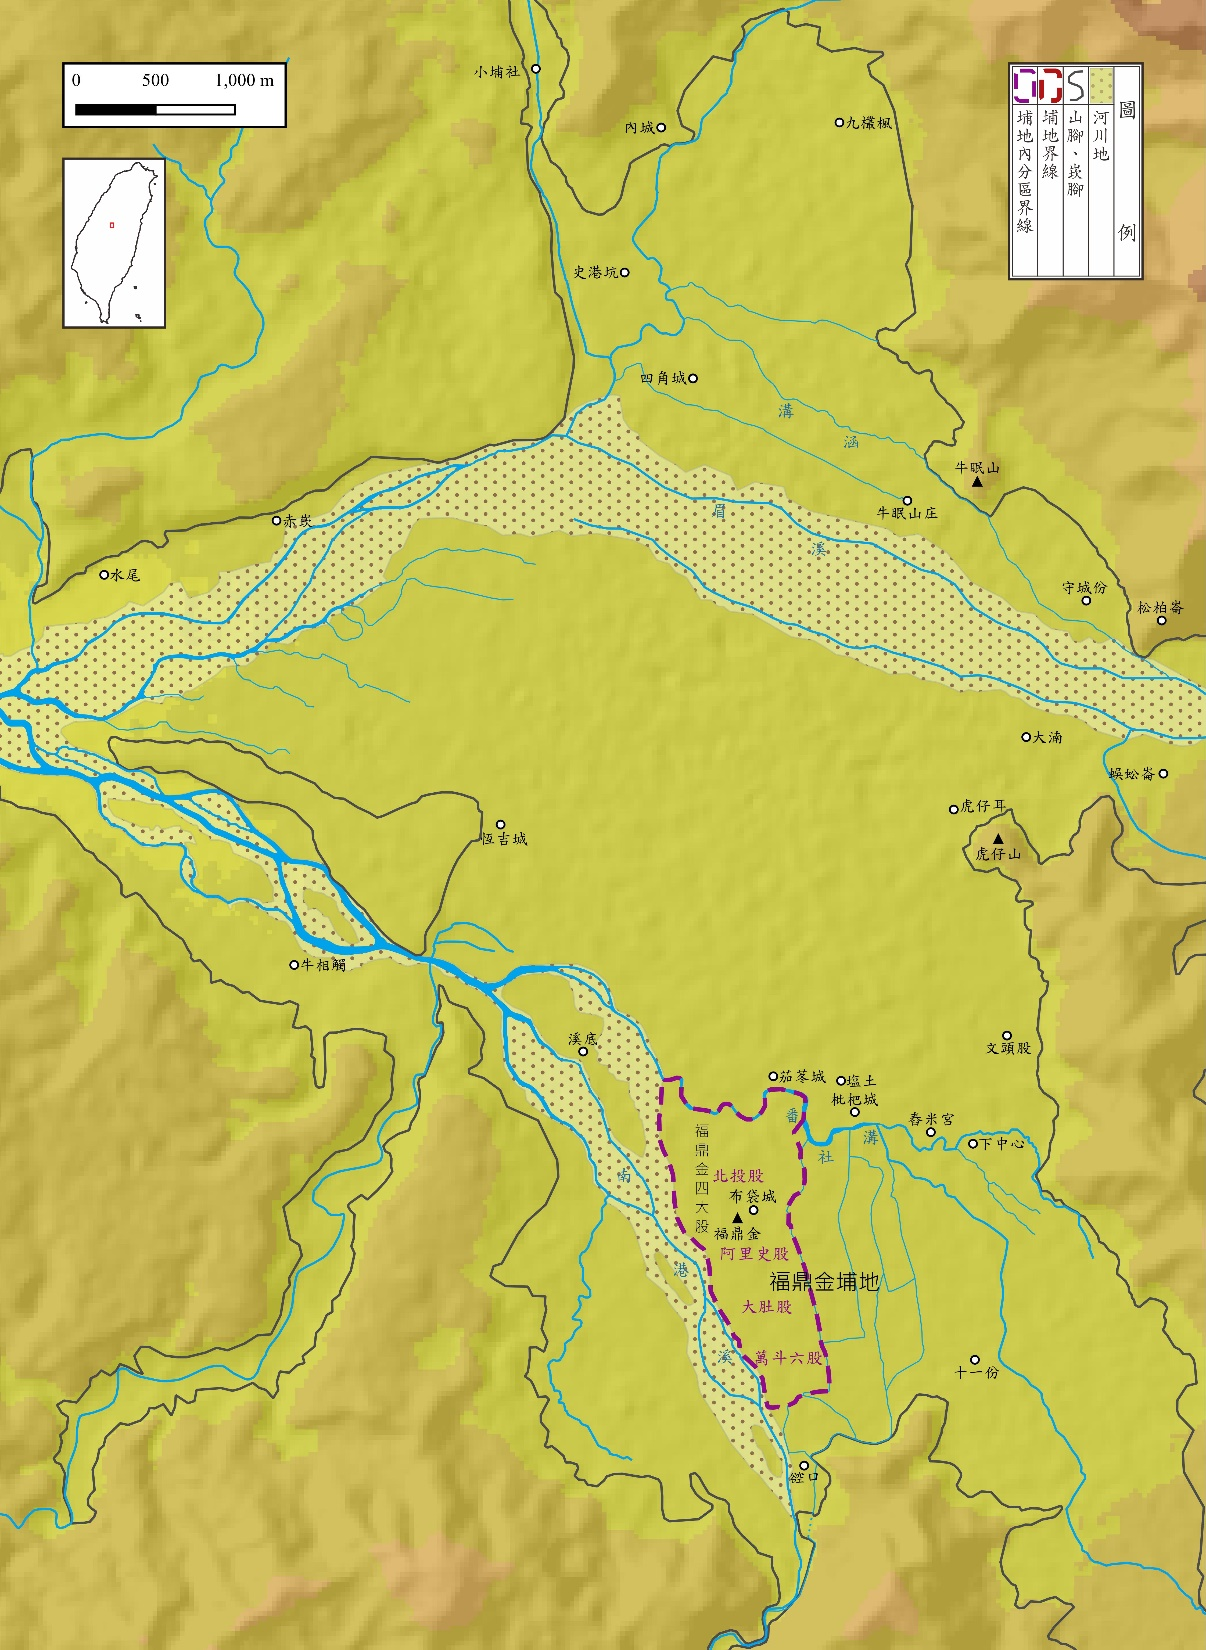 0 500 1,000 m
圖例
河川地
山腳、崁腳
埔地界線
埔地內分區界線
小埔社
內城
九欉楓
史港坑
四角城
溝
涵
牛眠山
牛眠山庄
赤崁
眉
溪
水尾
守城份
松柏崙
大湳
蜈蚣崙
虎仔耳
虎仔山
恆吉城
牛相觸
溪底
文頭股
茄苳城
塩土
枇杷城
番
社
溝
舂米宮
下中心
福鼎金四大股
北投股
布袋城
福鼎金
阿里史股
南
港
溪
福鼎金埔地
大肚股
萬斗六股
十一份